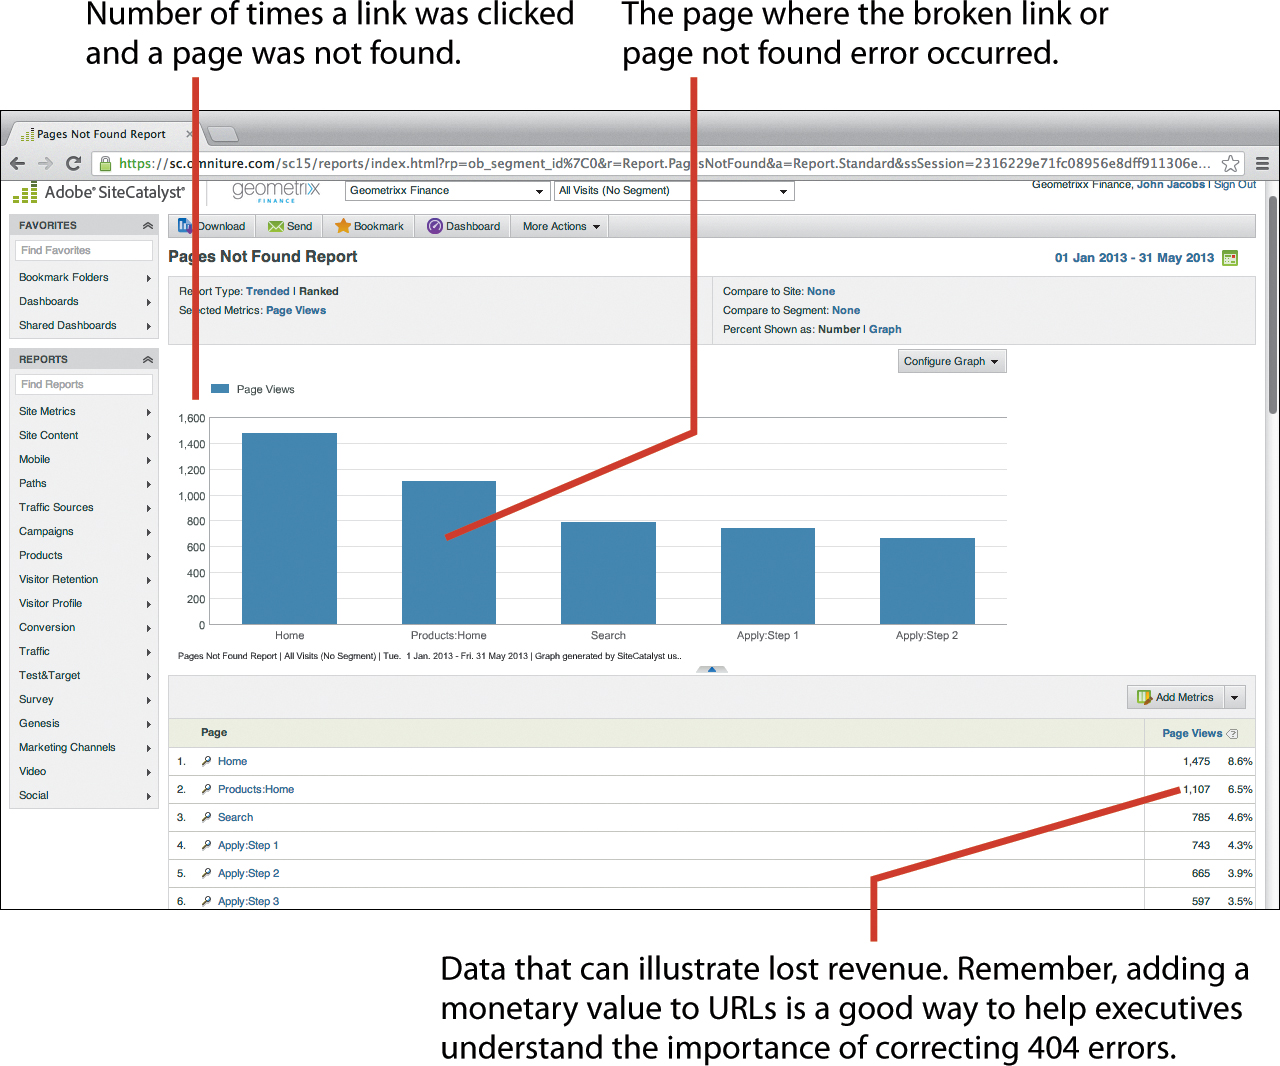 Number of times a link was clicked
and a page was not found.
The page where the broken link or
page not found error occurred.
Pages Not Found Report
https://sc.omniture.com/sc15/reports/index.html?rp=ob_segment_id%7C0&r=Report.PagesNotFound&a=Report.Standard&ssSession=2316229e71fc08956e8dff911306e...
Adobe® SiteCatalyst®
geometrixx
FINANCE
Geometrixx Finance
All Visits (No Segment)
Geometrixx Finance, John Jacobs | Sign Out
FAVORITES
Find Favorites
Bookmark Folders
Dashboards
Shared Dashboards
REPORTS
Find Reports
Site Metrics
Site Content
Mobile
Paths
Traffic Sources
Campaigns
Products
Visitor Retention
Visitor Profile
Conversion
Traffic
Test&Target
Survey
Genesis
Marketing Channels
Video
Social
Download Send Bookmark Dashboard More Actions
Pages Not Found Report
01 Jan 2013 - 31 May 2013
Report Type: Trended | Ranked
Selected Metrics: Page Views
Compare to Site: None
Compare to Segment: None
Percent Shown as: Number | Graph
Configure Graph
Page Views
1,600
1,400
1,200
1,000
800
600
400
200
0
Home Products:Home Search Apply:Step 1 Apply:Step 2
Pages Not Found Report | All Visits (No Segment) | Tue. 1 Jan. 2013 - Fri. 31 May 2013 | Graph generated by SiteCatalyst us..
Add Metrics
Page Page Views ?
1. Home 1,475 8.6%
2. Products:Home 1,107 6.5%
3. Search 785 4.6%
4. Apply:Step 1 743 4.3%
5. Apply:Step 2 665 3.9%
6. Apply:Step 3 597 3.5%
Data that can illustrate lost revenue. Remember, adding a
monetary value to URLs is a good way to help executives
understand the importance of correcting 404 errors.